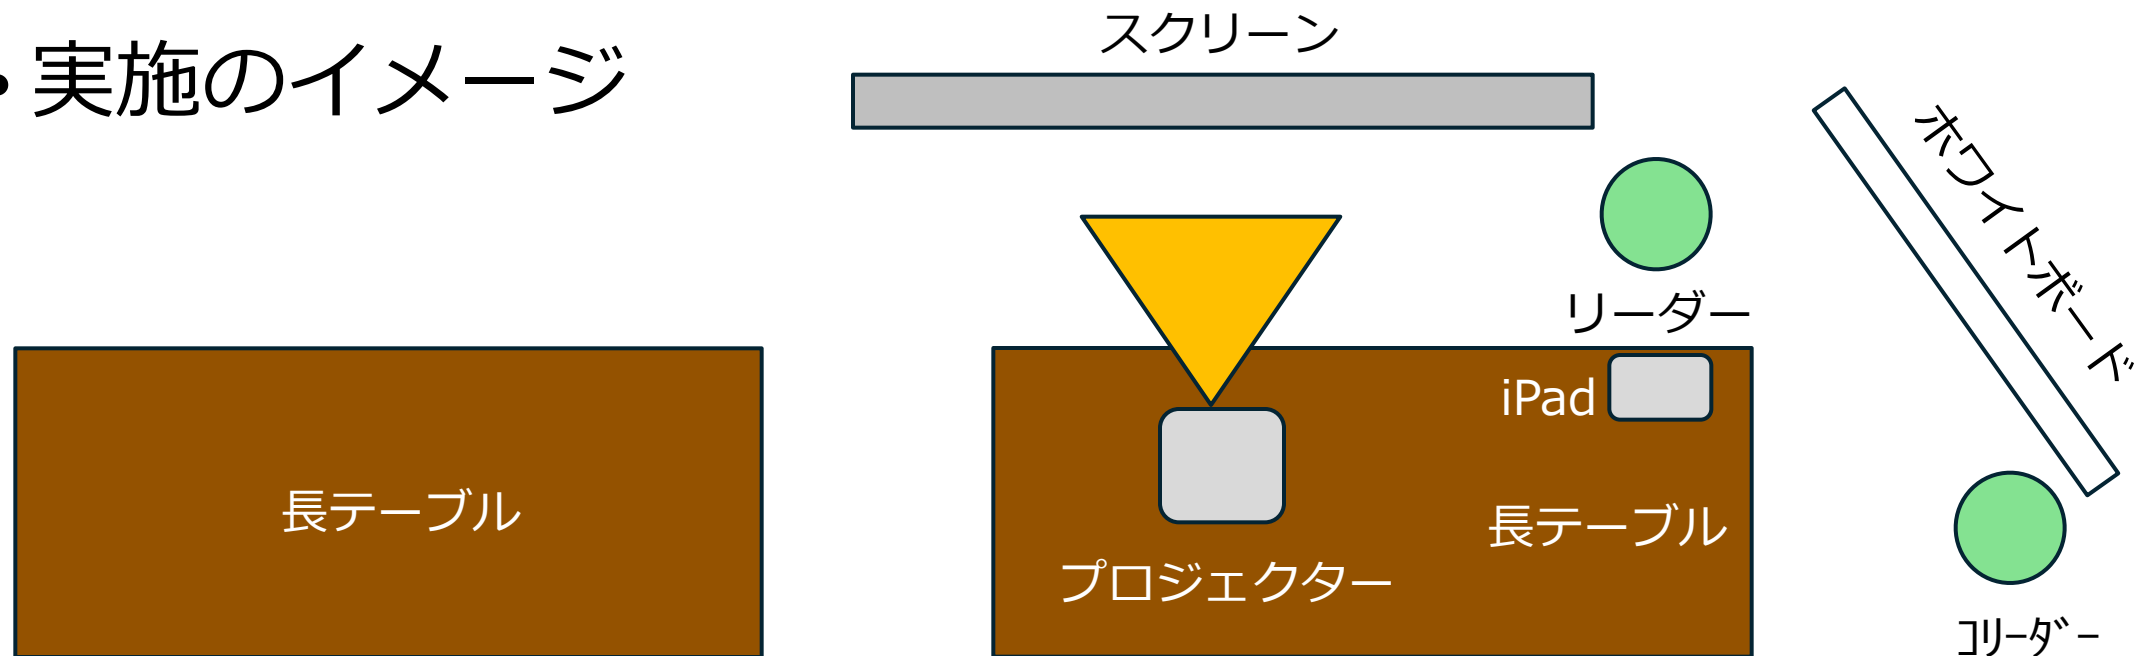 ・実施のイメージ
スクリーン
ホワイトボード
リーダー
iPad
長テーブル
長テーブル
プロジェクター
コリーダー